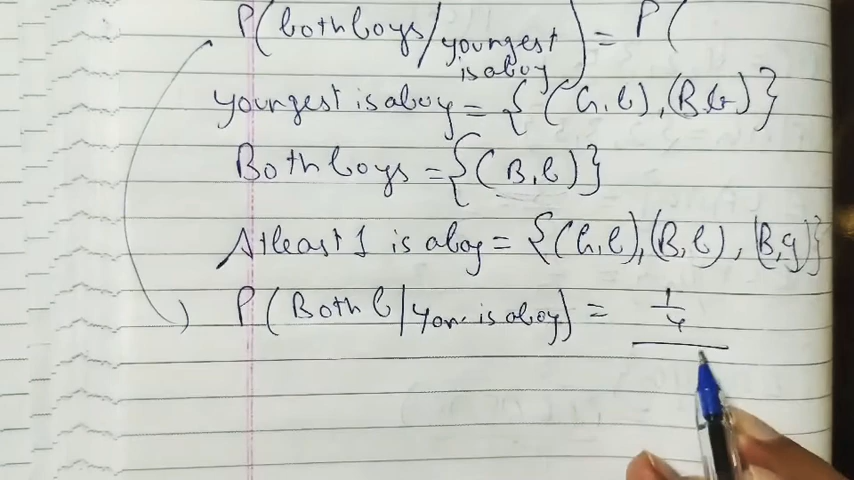 P(both boys/youngest is a boy) = P(
youngest is a boy = {(G,b),(B,b)}
Both boys = {(B,b)}
Atleast 1 is a boy = {(G,b),(B,b),(B,g)}
P(Both b/youn is a boy) = 1/4